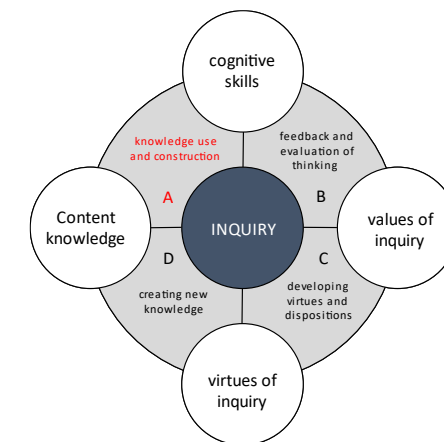 cognitive
skills
knowledge use
and construction
A
feedback and
evaluation of
thinking
B
Content
knowledge
INQUIRY
values of
inquiry
D
creating new
knowledge
C
developing
virtues and
dispositions
virtues of
inquiry